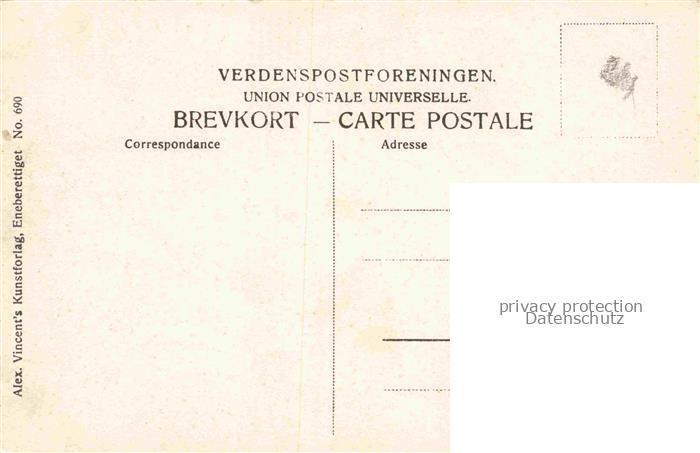 VERDENSPOSTFORENINGEN.
UNION POSTALE UNIVERSELLE.
BREVKORT — CARTE POSTALE
Correspondance
Adresse
Alex. Vincent's Kunstforlag, Eneberettiget No. 690
privacy protection
Datenschutz